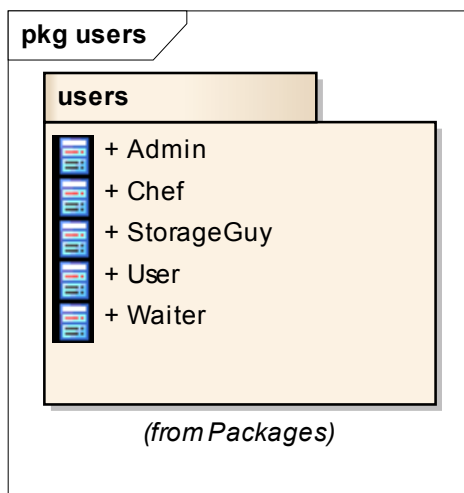 pkg users
users
+ Admin
+ Chef
+ StorageGuy
+ User
+ Waiter
(from Packages)